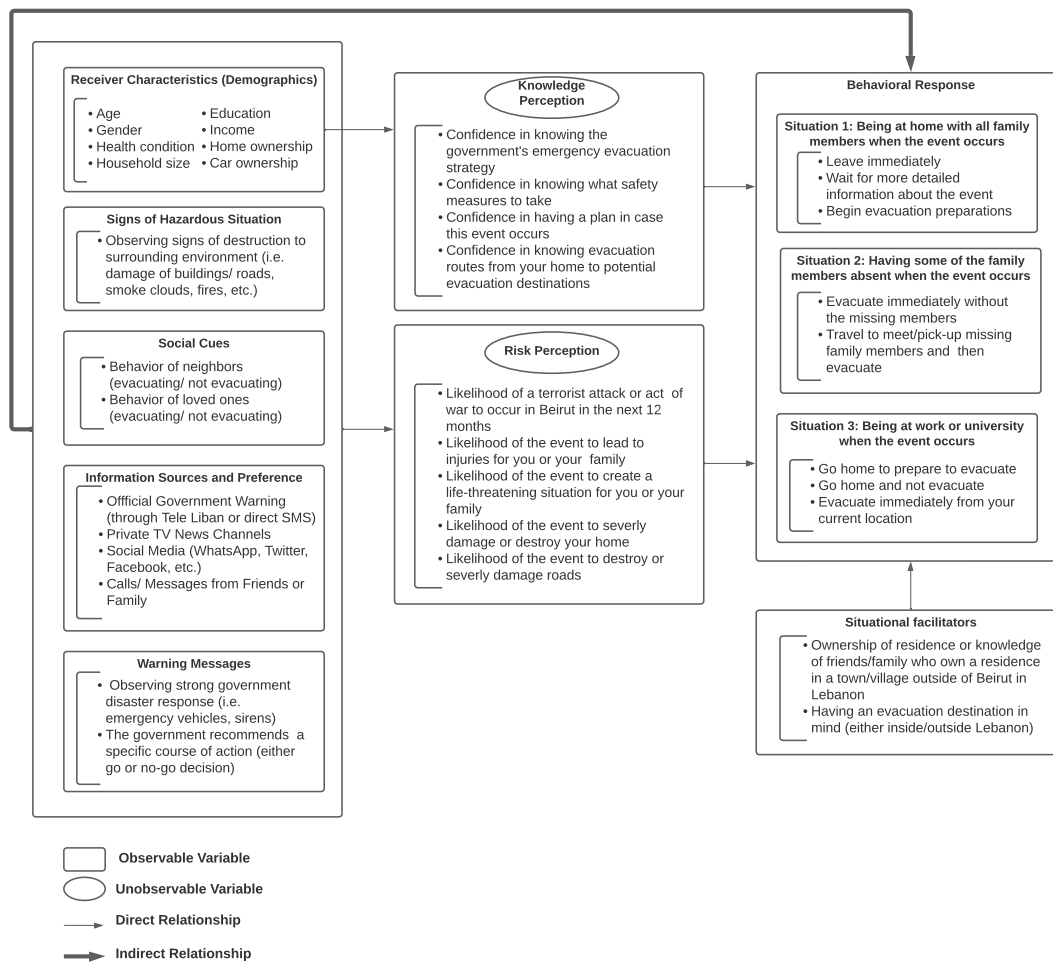 Receiver Characteristics (Demographics)
• Age
• Gender
• Health condition
• Household size
• Education
• Income
• Home ownership
• Car ownership
Signs of Hazardous Situation
• Observing signs of destruction to
surrounding environment (i.e.
damage of buildings/ roads,
smoke clouds, fires, etc.)
Social Cues
• Behavior of neighbors
(evacuating/ not evacuating)
• Behavior of loved ones
(evacuating/ not evacuating)
Information Sources and Preference
• Offficial Government Warning
(through Tele Liban or direct SMS)
• Private TV News Channels
• Social Media (WhatsApp, Twitter,
Facebook, etc.)
• Calls/ Messages from Friends or
Family
Warning Messages
• Observing strong government
disaster response (i.e.
emergency vehicles, sirens)
• The government recommends a
specific course of action (either
go or no-go decision)
Knowledge
Perception
• Confidence in knowing the
government's emergency evacuation
strategy
• Confidence in knowing what safety
measures to take
• Confidence in having a plan in case
this event occurs
• Confidence in knowing evacuation
routes from your home to potential
evacuation destinations
Risk Perception
• Likelihood of a terrorist attack or act of
war to occur in Beirut in the next 12
months
• Likelihood of the event to lead to
injuries for you or your family
• Likelihood of the event to create a
life-threatening situation for you or your
family
• Likelihood of the event to severly
damage or destroy your home
• Likelihood of the event to destroy or
severly damage roads
Behavioral Response
Situation 1: Being at home with all family
members when the event occurs
• Leave immediately
• Wait for more detailed
information about the event
• Begin evacuation preparations
Situation 2: Having some of the family
members absent when the event occurs
• Evacuate immediately without
the missing members
• Travel to meet/pick-up missing
family members and then
evacuate
Situation 3: Being at work or university
when the event occurs
• Go home to prepare to evacuate
• Go home and not evacuate
• Evacuate immediately from your
current location
Situational facilitators
• Ownership of residence or knowledge
of friends/family who own a residence
in a town/village outside of Beirut in
Lebanon
• Having an evacuation destination in
mind (either inside/outside Lebanon)
Observable Variable
Unobservable Variable
Direct Relationship
Indirect Relationship